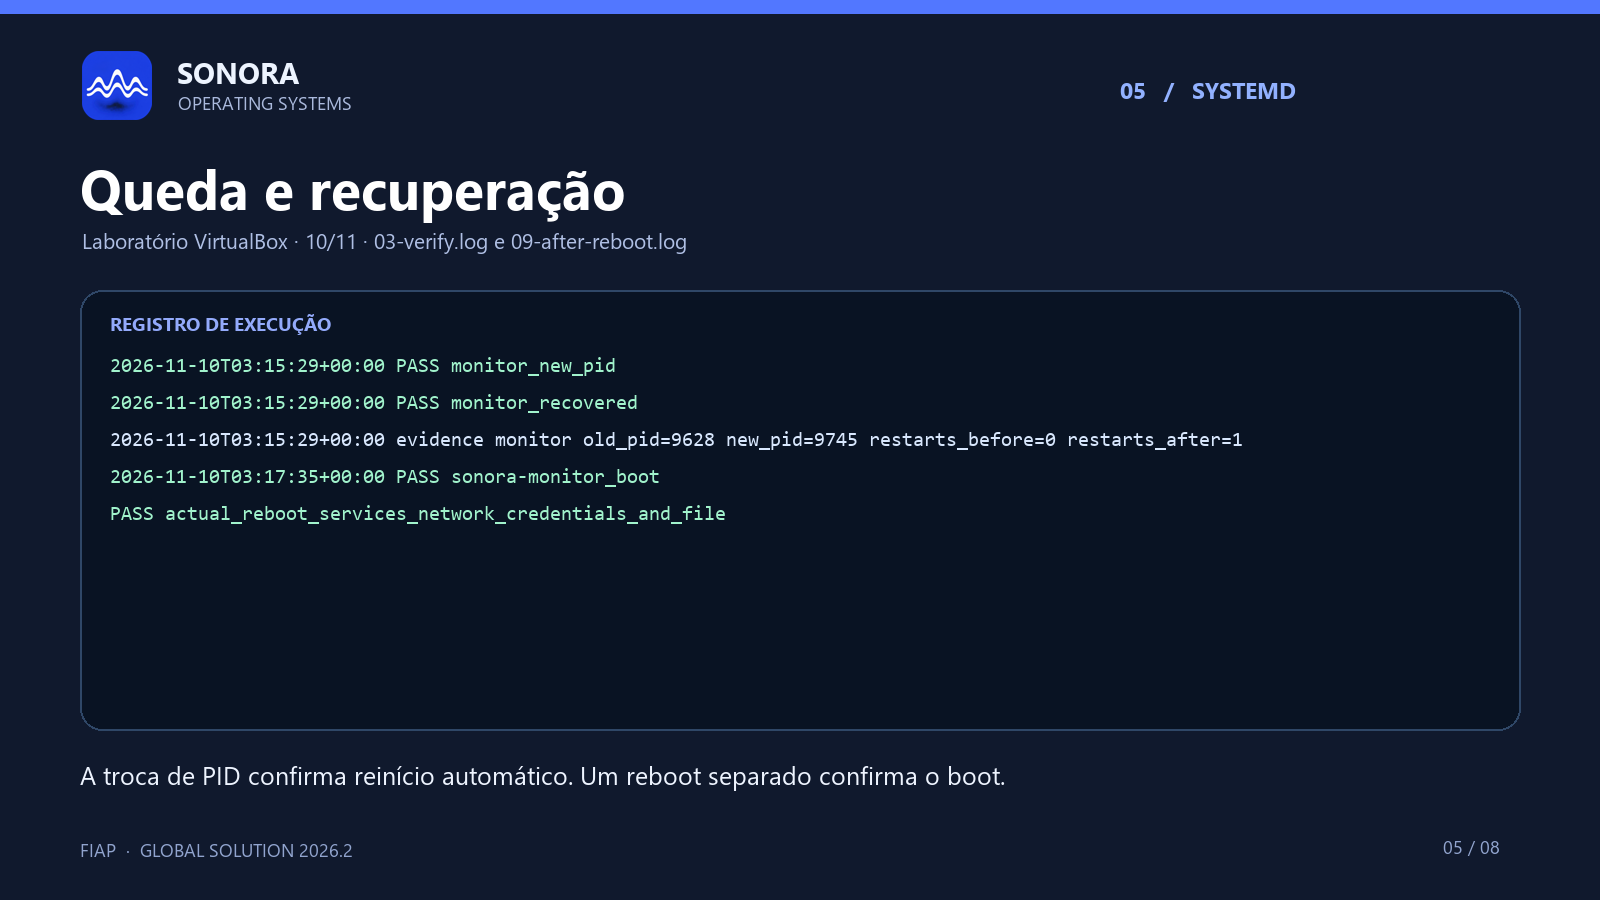 SONORA
OPERATING SYSTEMS
05 / SYSTEMD
Queda e recuperação
Laboratório VirtualBox · 10/11 · 03-verify.log e 09-after-reboot.log
REGISTRO DE EXECUÇÃO
2026-11-10T03:15:29+00:00 PASS monitor_new_pid
2026-11-10T03:15:29+00:00 PASS monitor_recovered
2026-11-10T03:15:29+00:00 evidence monitor old_pid=9628 new_pid=9745 restarts_before=0 restarts_after=1
2026-11-10T03:17:35+00:00 PASS sonora-monitor_boot
PASS actual_reboot_services_network_credentials_and_file
A troca de PID confirma reinício automático. Um reboot separado confirma o boot.
FIAP · GLOBAL SOLUTION 2026.2
05 / 08